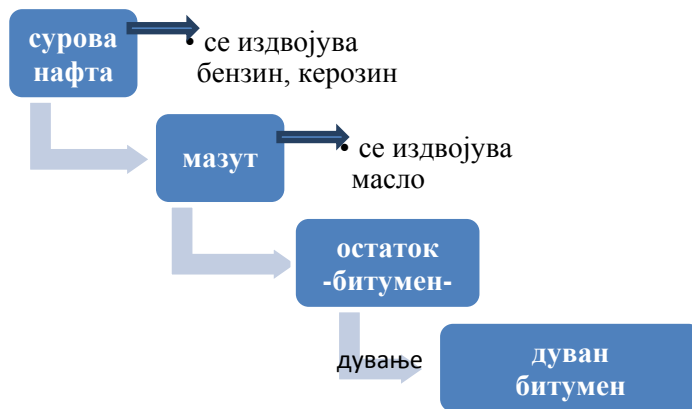 сурова
нафта
• се издвојува
бензин, керозин
мазут
• се издвојува
масло
остаток
-битумен-
дување
дуван
битумен